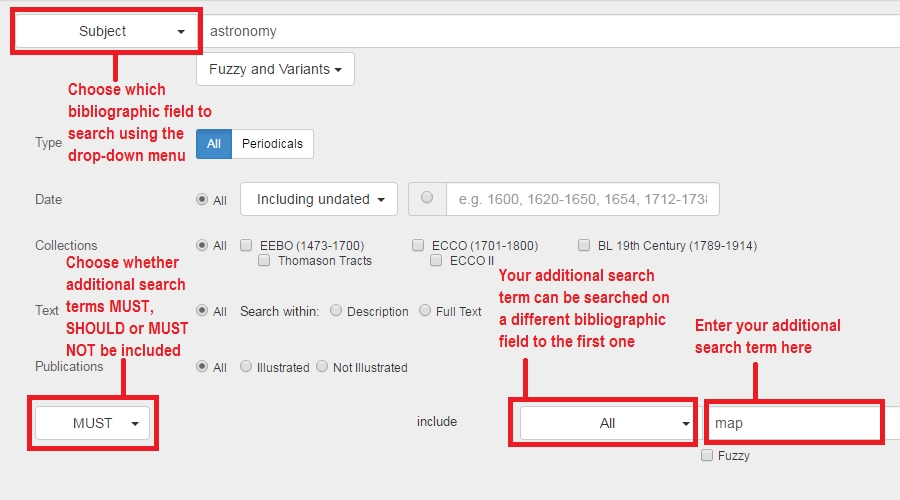 Subject astronomy
Fuzzy and Variants
Choose which
bibliographic field to
search using the
drop-down menu
Type All Periodicals
Date All Including undated e.g. 1600, 1620-1650, 1654, 1712-1738
Collections All EEBO (1473-1700) ECCO (1701-1800) BL 19th Century (1789-1914)
Thomason Tracts ECCO II
Choose whether
additional search
terms MUST,
SHOULD or MUST
NOT be included
Your additional search
term can be searched on
a different bibliographic
field to the first one
Enter your additional
search term here
Text All Search within: Description Full Text
Publications All Illustrated Not Illustrated
MUST include All map
Fuzzy